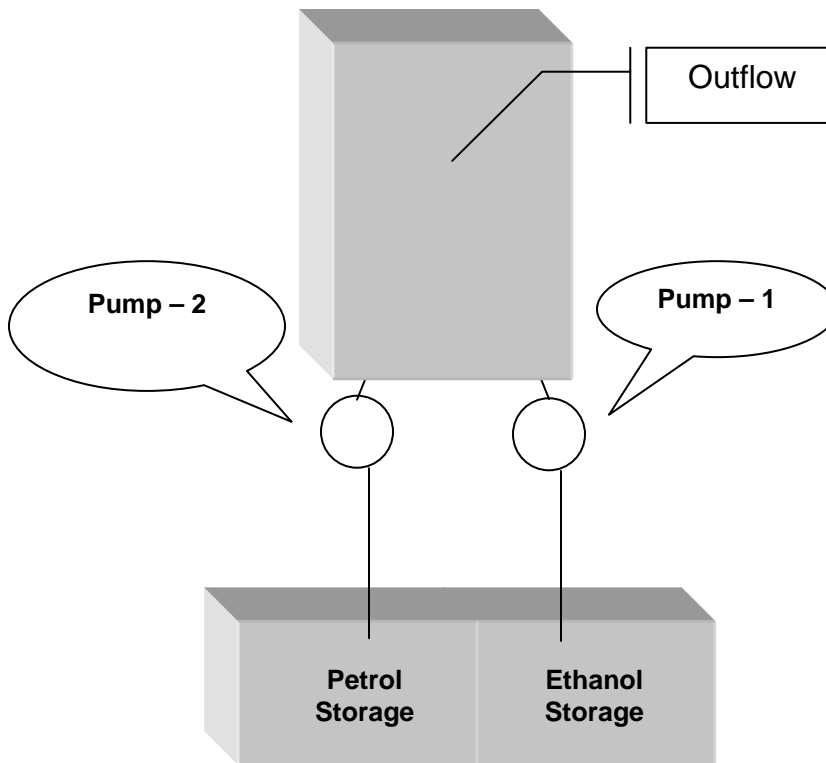 Outflow
Pump – 2
Pump – 1
Petrol
Storage
Ethanol
Storage